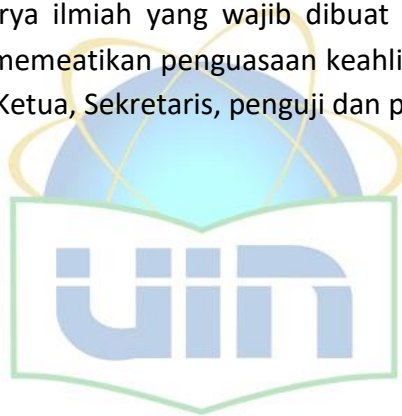 rya ilmiah yang wajib dibuat
memeatikan penguasaan keahli
Ketua, Sekretaris, penguji dan p
uin